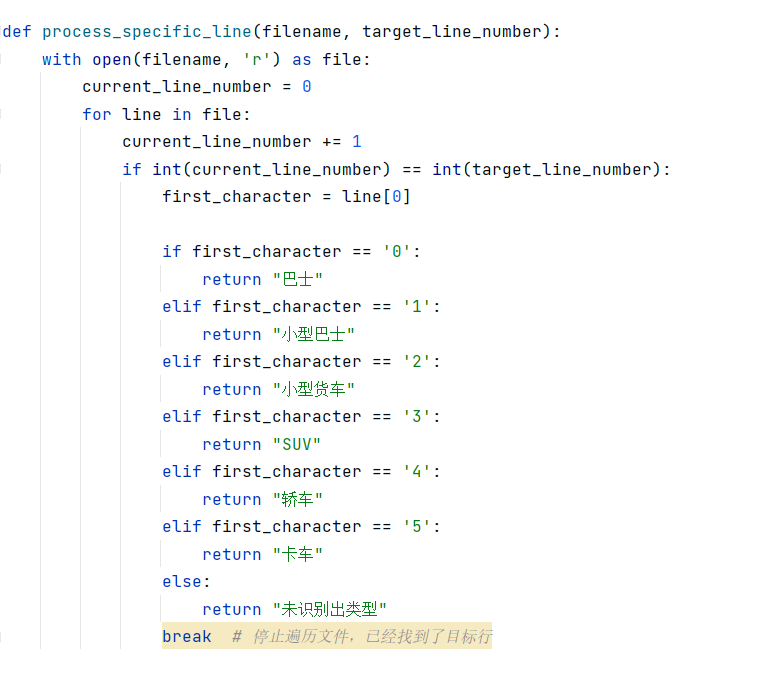 def process_specific_line(filename, target_line_number):
    with open(filename, 'r') as file:
        current_line_number = 0
        for line in file:
            current_line_number += 1
            if int(current_line_number) == int(target_line_number):
                first_character = line[0]

                if first_character == '0':
                    return "巴士"
                elif first_character == '1':
                    return "小型巴士"
                elif first_character == '2':
                    return "小型货车"
                elif first_character == '3':
                    return "SUV"
                elif first_character == '4':
                    return "轿车"
                elif first_character == '5':
                    return "卡车"
                else:
                    return "未识别出类型"
                break  # 停止遍历文件，已经找到了目标行